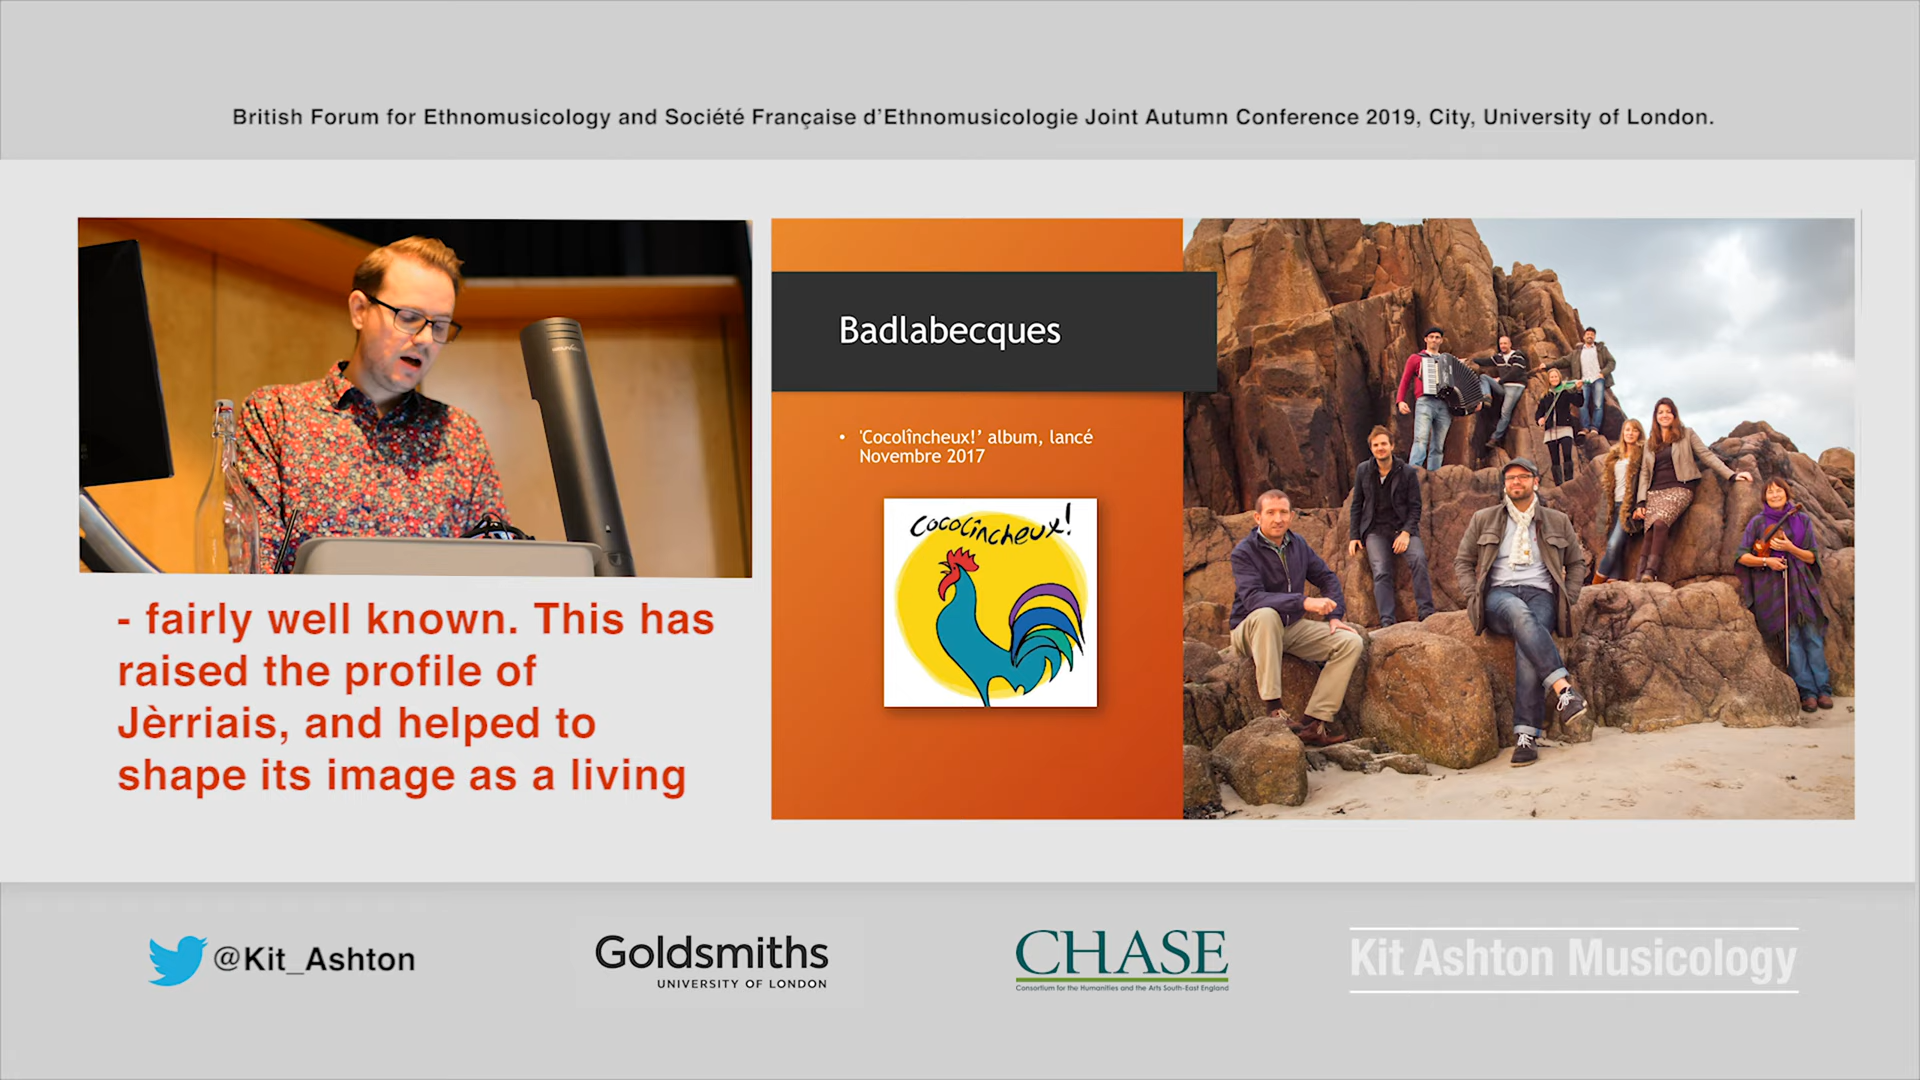 British Forum for Ethnomusicology and Société Française d’Ethnomusicologie Joint Autumn Conference 2019, City, University of London.
- fairly well known. This has
raised the profile of
Jèrriais, and helped to
shape its image as a living
Badlabecques
• 'Cocolîncheux!’ album, lancé
Novembre 2017
cocolîncheux!
@Kit_Ashton
Goldsmiths
UNIVERSITY OF LONDON
CHASE
Consortium for the Humanities and the Arts South-East England
Kit Ashton Musicology